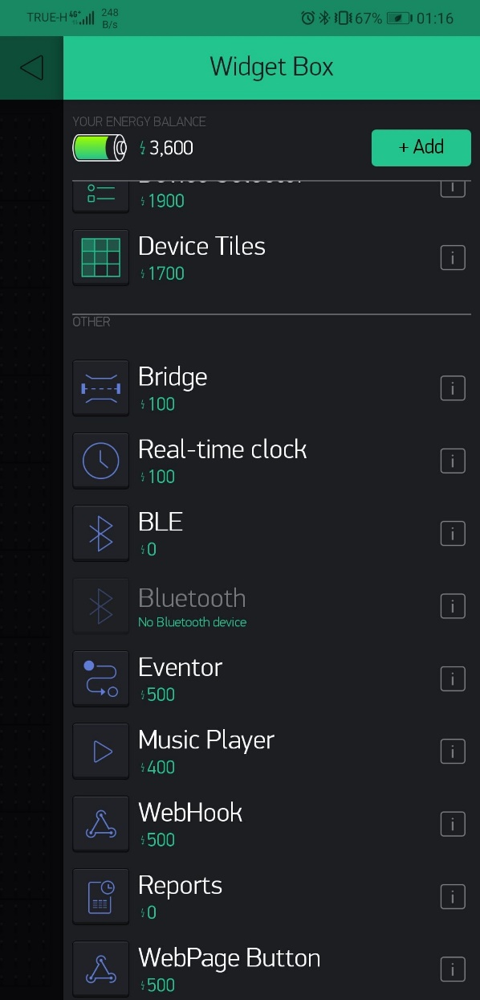 TRUE-H 4G+ 248 B/s 67% 01:16
Widget Box
YOUR ENERGY BALANCE
3,600
+ Add
1900
Device Tiles
1700
OTHER
Bridge
100
Real-time clock
100
BLE
0
Bluetooth
No Bluetooth device
Eventor
500
Music Player
400
WebHook
500
Reports
0
WebPage Button
500